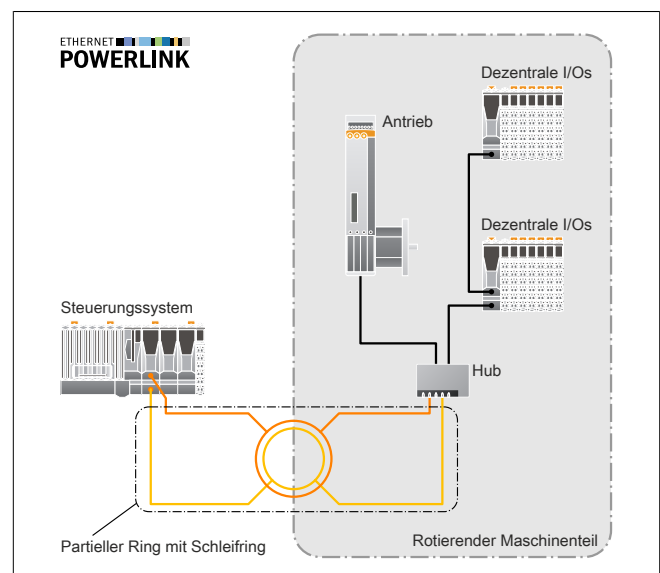 ETHERNET
POWERLINK
Dezentrale I/Os
Antrieb
Dezentrale I/Os
Steuerungssystem
Hub
Partieller Ring mit Schleifring
Rotierender Maschinenteil